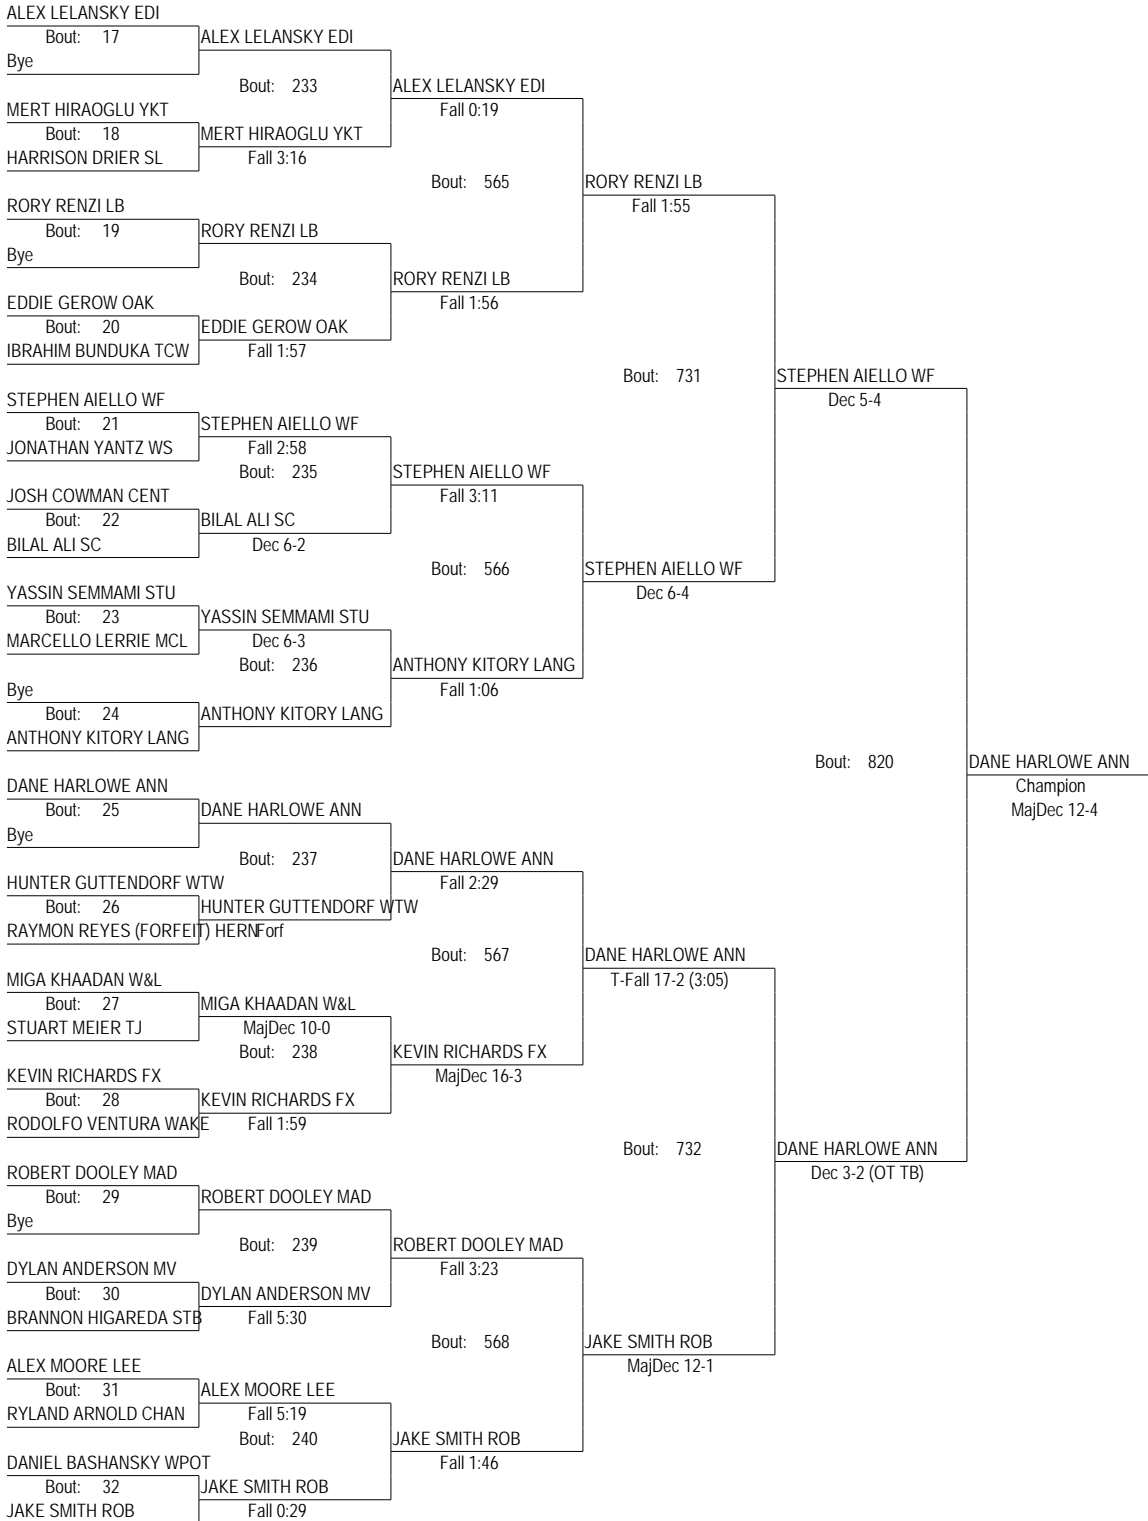 ALEX LELANSKY EDI
Bout: 17
ALEX LELANSKY EDI
Bye
Bout: 233
ALEX LELANSKY EDI
MERT HIRAOGLU YKT
Fall 0:19
Bout: 18
MERT HIRAOGLU YKT
HARRISON DRIER SL
Fall 3:16
Bout: 565
RORY RENZI LB
RORY RENZI LB
Fall 1:55
Bout: 19
RORY RENZI LB
Bye
Bout: 234
RORY RENZI LB
EDDIE GEROW OAK
Fall 1:56
Bout: 20
EDDIE GEROW OAK
IBRAHIM BUNDUKA TCW
Fall 1:57
Bout: 731
STEPHEN AIELLO WF
STEPHEN AIELLO WF
Dec 5-4
Bout: 21
STEPHEN AIELLO WF
JONATHAN YANTZ WS
Fall 2:58
Bout: 235
STEPHEN AIELLO WF
JOSH COWMAN CENT
Fall 3:11
Bout: 22
BILAL ALI SC
BILAL ALI SC
Dec 6-2
Bout: 566
STEPHEN AIELLO WF
YASSIN SEMMAMI STU
Dec 6-4
Bout: 23
YASSIN SEMMAMI STU
MARCELLO LERRIE MCL
Dec 6-3
Bout: 236
ANTHONY KITORY LANG
Bye
Fall 1:06
Bout: 24
ANTHONY KITORY LANG
ANTHONY KITORY LANG
Bout: 820
DANE HARLOWE ANN
DANE HARLOWE ANN
Champion
Bout: 25
DANE HARLOWE ANN
MajDec 12-4
Bye
Bout: 237
DANE HARLOWE ANN
HUNTER GUTTENDORF WTW
Fall 2:29
Bout: 26
HUNTER GUTTENDORF WTW
RAYMON REYES (FORFEIT) HERN
Forf
Bout: 567
DANE HARLOWE ANN
MIGA KHAADAN W&L
T-Fall 17-2 (3:05)
Bout: 27
MIGA KHAADAN W&L
STUART MEIER TJ
MajDec 10-0
Bout: 238
KEVIN RICHARDS FX
KEVIN RICHARDS FX
MajDec 16-3
Bout: 28
KEVIN RICHARDS FX
RODOLFO VENTURA WAKE
Fall 1:59
Bout: 732
DANE HARLOWE ANN
ROBERT DOOLEY MAD
Dec 3-2 (OT TB)
Bout: 29
ROBERT DOOLEY MAD
Bye
Bout: 239
ROBERT DOOLEY MAD
DYLAN ANDERSON MV
Fall 3:23
Bout: 30
DYLAN ANDERSON MV
BRANNON HIGAREDA STB
Fall 5:30
Bout: 568
JAKE SMITH ROB
ALEX MOORE LEE
MajDec 12-1
Bout: 31
ALEX MOORE LEE
RYLAND ARNOLD CHAN
Fall 5:19
Bout: 240
JAKE SMITH ROB
DANIEL BASHANSKY WPOT
Fall 1:46
Bout: 32
JAKE SMITH ROB
JAKE SMITH ROB
Fall 0:29